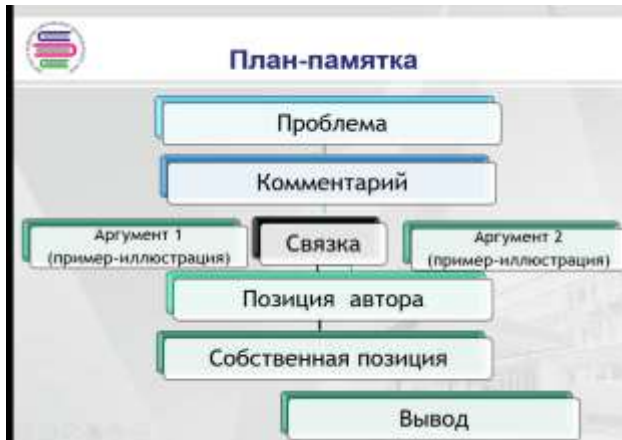 План-памятка
Проблема
Комментарий
Аргумент 1
(пример-иллюстрация)
Связка
Аргумент 2
(пример-иллюстрация)
Позиция автора
Собственная позиция
Вывод